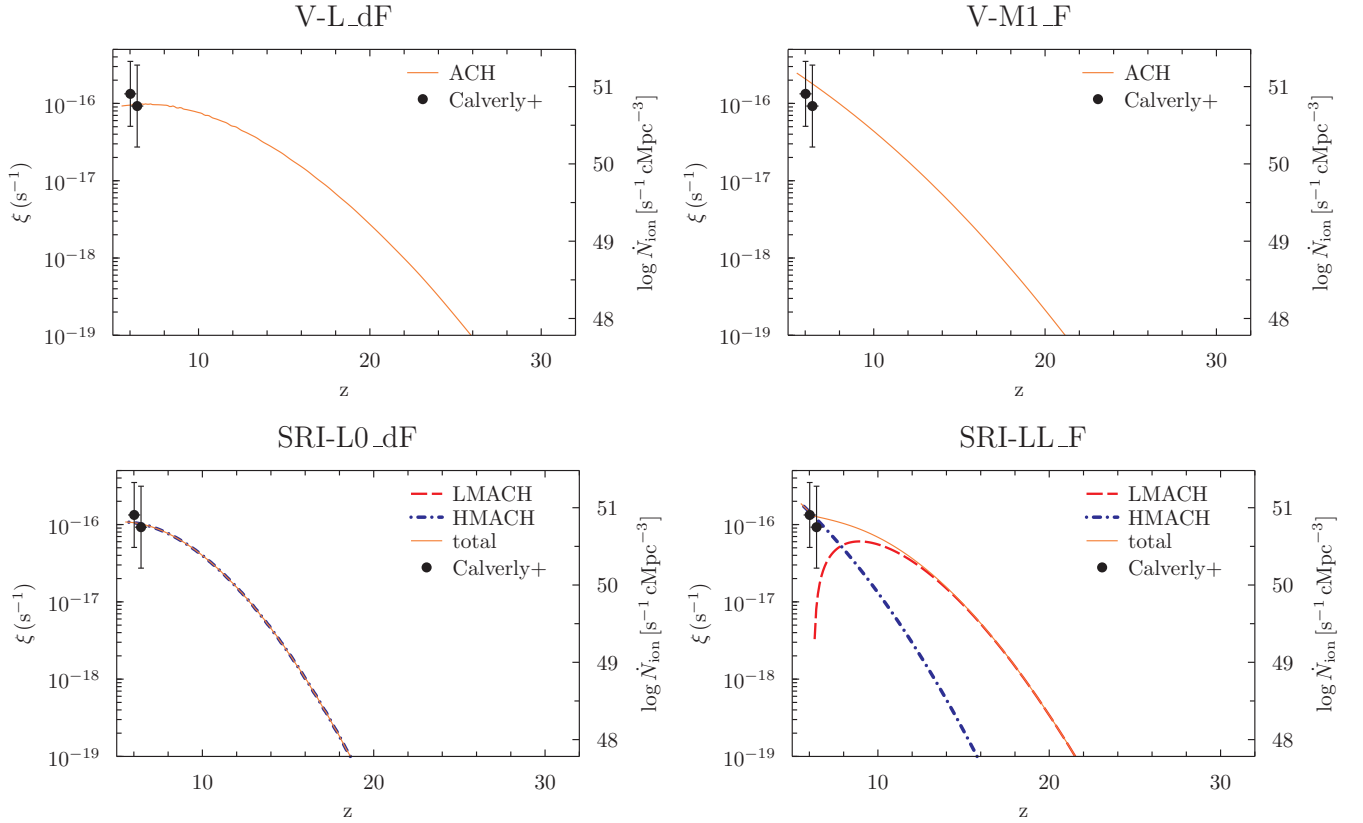 V-L_dF
ACH
Calverly+
10⁻¹⁶
10⁻¹⁷
10⁻¹⁸
10⁻¹⁹
ξ (s⁻¹)
51
50
49
48
log Ṅ_ion [s⁻¹ cMpc⁻³]
10
20
30
z
V-M1_F
ACH
Calverly+
10⁻¹⁶
10⁻¹⁷
10⁻¹⁸
10⁻¹⁹
ξ (s⁻¹)
51
50
49
48
log Ṅ_ion [s⁻¹ cMpc⁻³]
10
20
30
z
SRI-L0_dF
LMACH
HMACH
total
Calverly+
10⁻¹⁶
10⁻¹⁷
10⁻¹⁸
10⁻¹⁹
ξ (s⁻¹)
51
50
49
48
log Ṅ_ion [s⁻¹ cMpc⁻³]
10
20
30
z
SRI-LL_F
LMACH
HMACH
total
Calverly+
10⁻¹⁶
10⁻¹⁷
10⁻¹⁸
10⁻¹⁹
ξ (s⁻¹)
51
50
49
48
log Ṅ_ion [s⁻¹ cMpc⁻³]
10
20
30
z